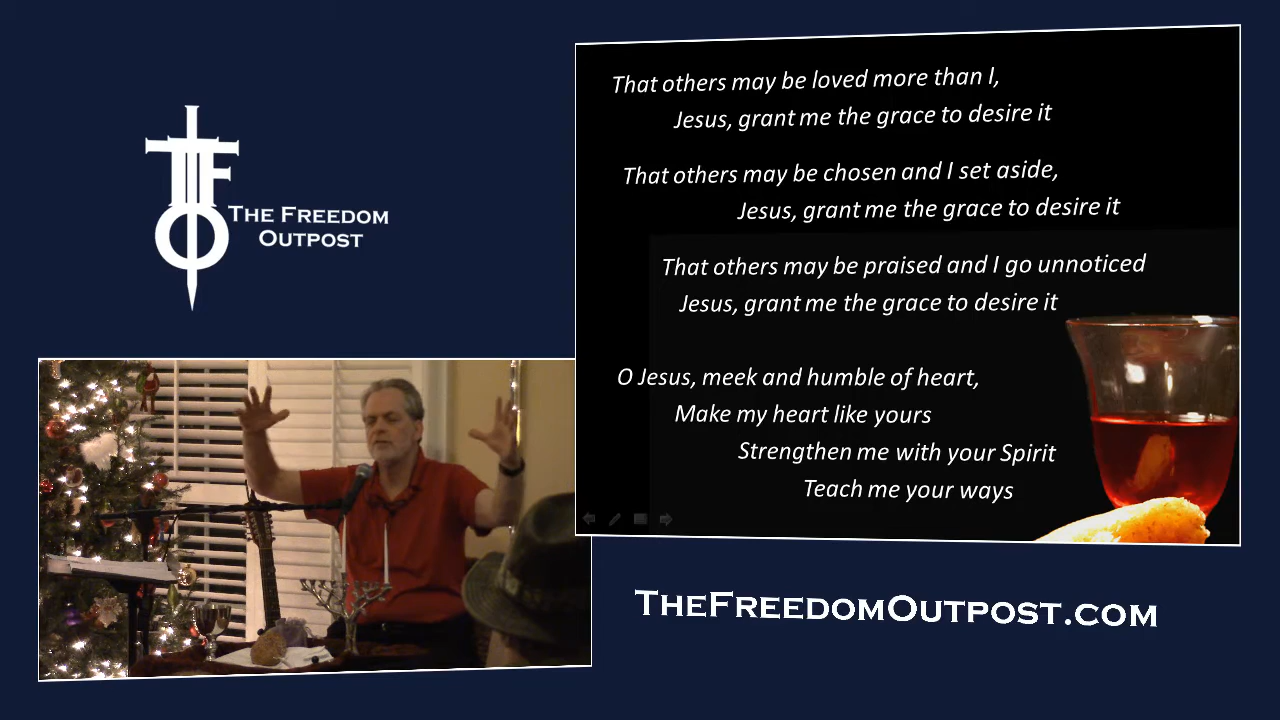 The Freedom
Outpost
That others may be loved more than I,
Jesus, grant me the grace to desire it
That others may be chosen and I set aside,
Jesus, grant me the grace to desire it
That others may be praised and I go unnoticed
Jesus, grant me the grace to desire it
O Jesus, meek and humble of heart,
Make my heart like yours
Strengthen me with your Spirit
Teach me your ways
TheFreedomOutpost.com